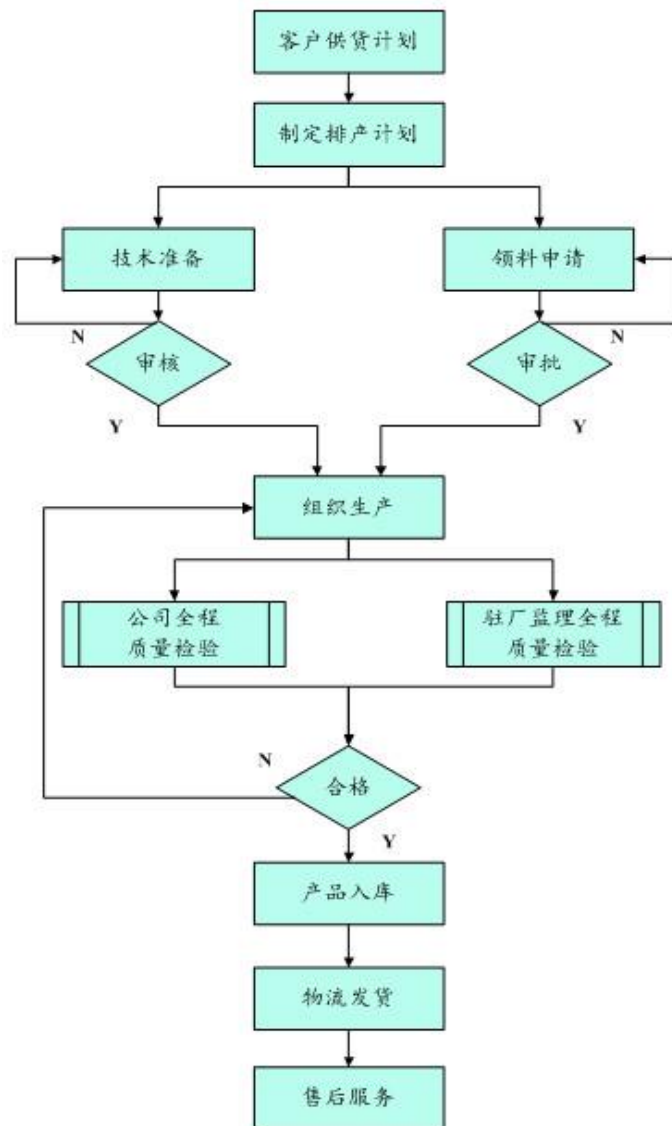 客户供货计划
制定排产计划
技术准备
领料申请
N
N
审核
审批
Y
Y
组织生产
公司全程
质量检验
驻厂监理全程
质量检验
N
合格
Y
产品入库
物流发货
售后服务